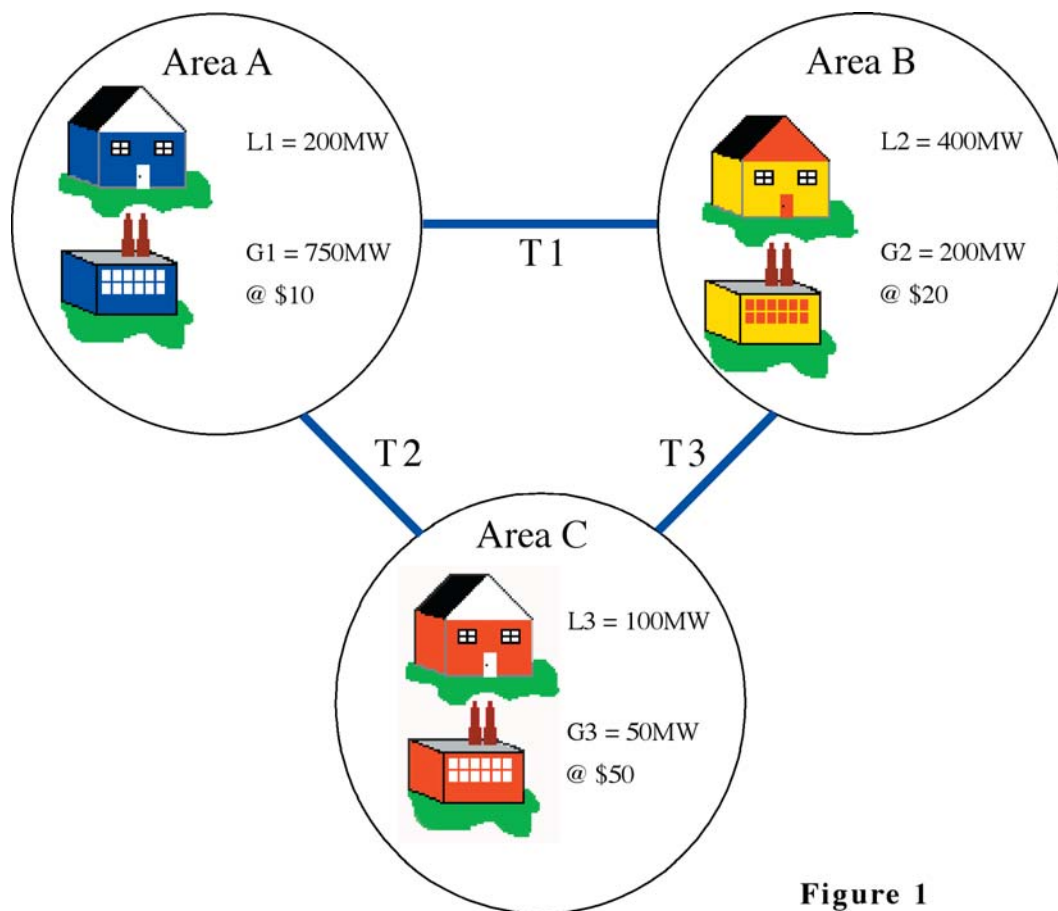 Area A
L1 = 200MW
G1 = 750MW
@ $10
Area B
L2 = 400MW
G2 = 200MW
@ $20
T1
T2
T3
Area C
L3 = 100MW
G3 = 50MW
@ $50
Figure 1